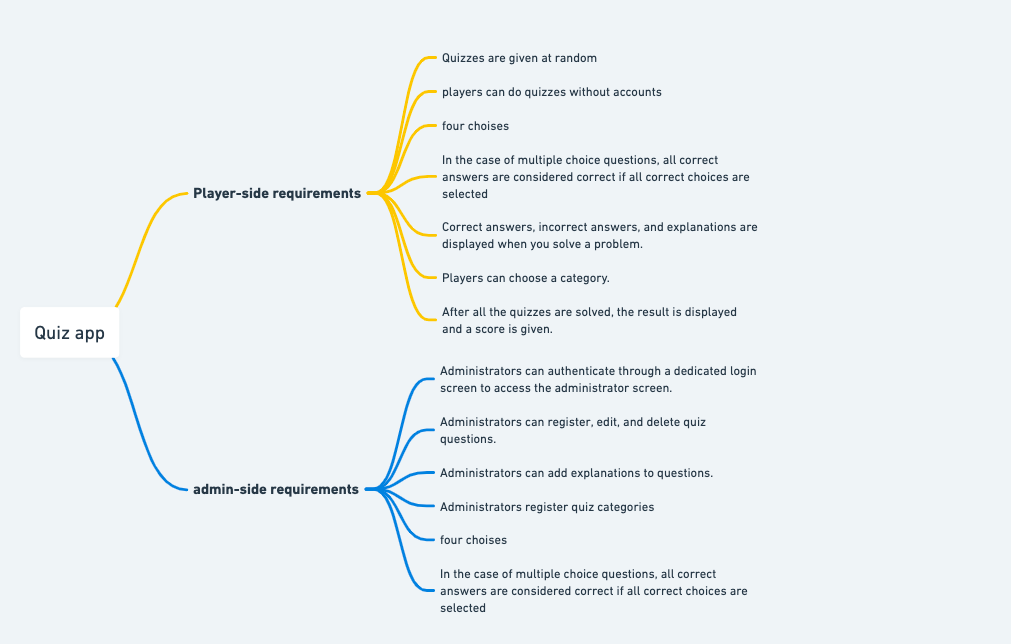 Quizzes are given at random
players can do quizzes without accounts
four choises
In the case of multiple choice questions, all correct
answers are considered correct if all correct choices are
selected
Player-side requirements
Correct answers, incorrect answers, and explanations are
displayed when you solve a problem.
Players can choose a category.
After all the quizzes are solved, the result is displayed
and a score is given.
Quiz app
Administrators can authenticate through a dedicated login
screen to access the administrator screen.
Administrators can register, edit, and delete quiz
questions.
Administrators can add explanations to questions.
admin-side requirements
Administrators register quiz categories
four choises
In the case of multiple choice questions, all correct
answers are considered correct if all correct choices are
selected